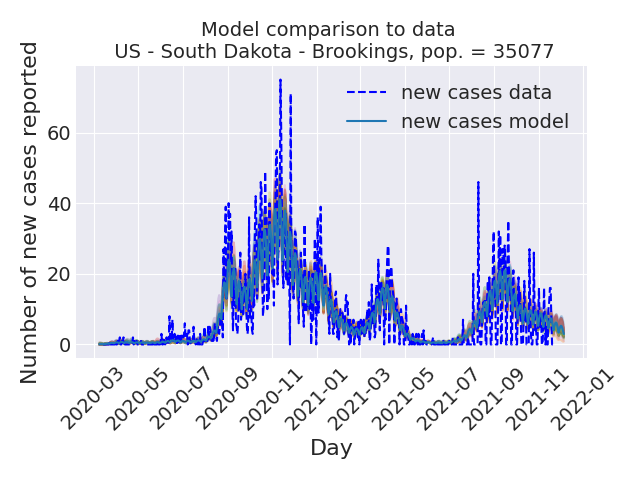 Model comparison to data
US - South Dakota - Brookings, pop. = 35077
Number of new cases reported
60
40
20
0
new cases data
new cases model
2020-03
2020-05
2020-07
2020-09
2020-11
2021-01
2021-03
2021-05
2021-07
2021-09
2021-11
2022-01
Day